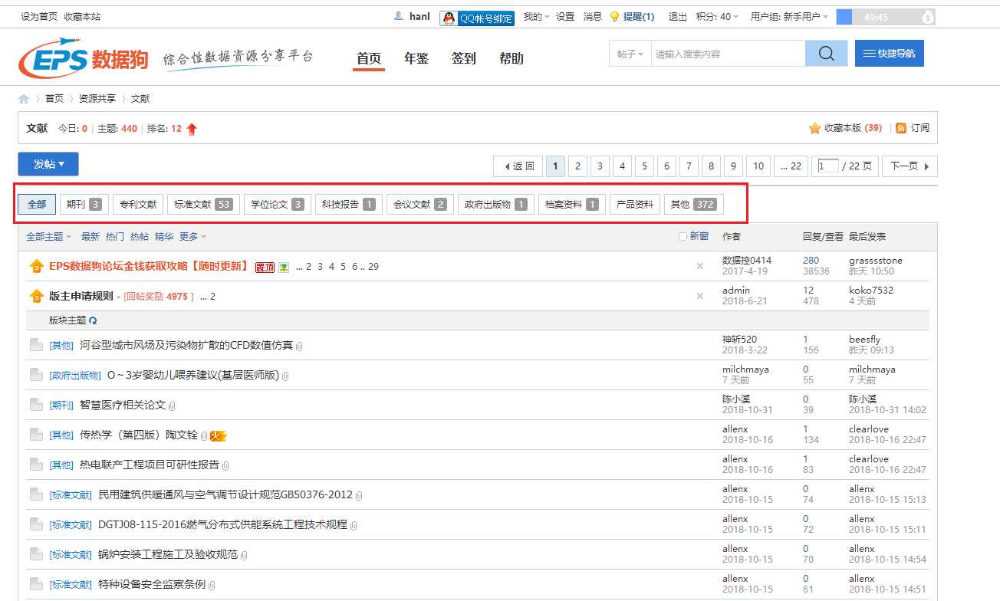 设为首页 收藏本站 hanl QQ帐号绑定 我的 设置 消息 提醒(1) 退出 积分: 40 用户组: 新手用户 49:45
EPS数据狗 综合性数据资源分享平台 首页 年鉴 签到 帮助 帖子 请输入搜索内容 快捷导航
首页 资源共享 文献
文献 今日: 0 | 主题: 440 | 排名: 12 收藏本版 (39) | 订阅
发帖 返回 1 2 3 4 5 6 7 8 9 10 ... 22 1 / 22 页 下一页
全部 期刊 3 专利文献 标准文献 53 学位论文 3 科技报告 1 会议文献 2 政府出版物 1 档案资料 1 产品资料 其他 372
全部主题 最新 热门 热帖 精华 更多 新窗 作者 回复/查看 最后发表
EPS数据狗论坛金钱获取攻略【随时更新】 置顶 ... 2 3 4 5 6 .. 29 数据控0414 280 grasssstone
2017-4-19 38536 昨天 10:50
版主申请规则 - [回帖奖励 4975 ] ... 2 admin 12 koko7532
2018-6-21 478 4 天前
版块主题
[其他] 河谷型城市风场及污染物扩散的CFD数值仿真 神斩520 1 beesfly
2018-3-22 156 昨天 09:13
[政府出版物] O～3岁婴幼儿喂养建议(基层医师版) milchmaya 0 milchmaya
7 天前 55 7 天前
[期刊] 智慧医疗相关论文 陈小溪 0 陈小溪
2018-10-31 39 2018-10-31 14:02
[其他] 传热学（第四版）陶文铨 火 allenx 1 clearlove
2018-10-16 134 2018-10-16 22:47
[其他] 热电联产工程项目可研性报告 allenx 1 clearlove
2018-10-16 83 2018-10-16 22:47
[标准文献] 民用建筑供暖通风与空气调节设计规范GB50376-2012 allenx 0 allenx
2018-10-15 74 2018-10-15 15:13
[标准文献] DGTJ08-115-2016燃气分布式供能系统工程技术规程 allenx 0 allenx
2018-10-15 72 2018-10-15 15:11
[标准文献] 锅炉安装工程施工及验收规范 allenx 0 allenx
2018-10-15 70 2018-10-15 14:54
[标准文献] 特种设备安全监察条例 allenx 0 allenx
2018-10-15 61 2018-10-15 14:51